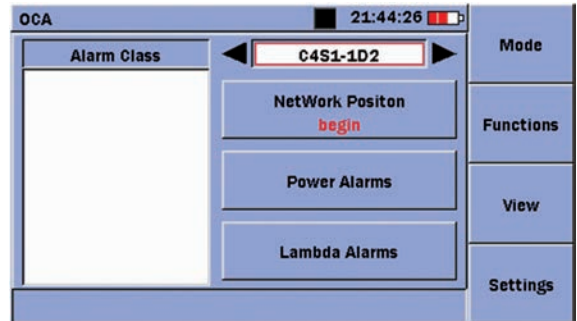 OCA 21:44:26
Mode
Alarm Class
C4S1-1D2
NetWork Positon
begin
Functions
Power Alarms
View
Lambda Alarms
Settings